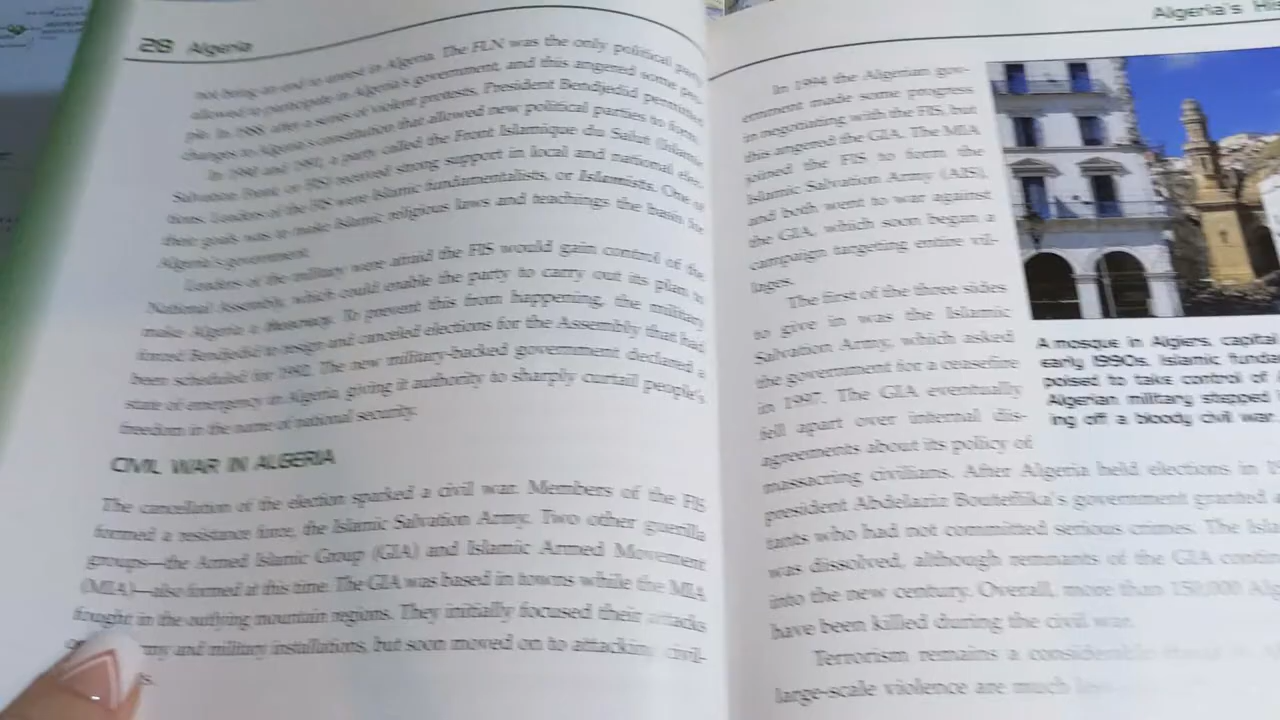 28 Algeria
not being an end to unrest in Algeria. The FLN was the only political party
allowed to participate in Algeria's government, and this angered some peo-
ple. In 1988, after a series of violent protests, President Bendjedid permitted
changes to Algeria's constitution that allowed new political parties to form.
In 1990 and 1991, a party called the Front Islamique du Salut (Islamic
Salvation Front, or FIS) received strong support in local and national elec-
tions. Leaders of the FIS were Islamic fundamentalists, or Islamists. One of
their goals was to make Islamic religious laws and teachings the basis for
Algeria's government.
Leaders of the military were afraid the FIS would gain control of the
National Assembly, which could enable the party to carry out its plan to
make Algeria a theocracy. To prevent this from happening, the military
forced Bendjedid to resign and canceled elections for the Assembly that had
been scheduled for 1992. The new military-backed government declared a
state of emergency in Algeria, giving it authority to sharply curtail people's
freedom in the name of national security.
CIVIL WAR IN ALGERIA
The cancellation of the election sparked a civil war. Members of the FIS
formed a resistance force, the Islamic Salvation Army. Two other guerilla
groups—the Armed Islamic Group (GIA) and Islamic Armed Movement
(MIA)—also formed at this time. The GIA was based in towns while the MIA
fought in the outlying mountain regions. They initially focused their attacks
and military installations, but soon moved on to attacking civil-
Algeria's
In 1994 the Algerian gov-
ernment made some progress
in negotiating with the FIS, but
this angered the GIA. The MIA
joined the FIS to form the
Islamic Salvation Army (AIS),
and both went to war against
the GIA, which soon began a
campaign targeting entire vil-
lages.
The first of the three sides
to give in was the Islamic
Salvation Army, which asked
the government for a ceasefire
in 1997. The GIA eventually
fell apart over internal dis-
agreements about its policy of
massacring civilians. After Algeria held elections in
president Abdelaziz Bouteflika's government granted
tants who had not committed serious crimes. The
was dissolved, although remnants of the GIA
into the new century. Overall, more than 150,000
have been killed during the civil war.
Terrorism remains a considerable threat
large-scale violence are much
A mosque in Algiers, capital
early 1990s, Islamic
poised to take control of
Algerian military stepped
ing off a bloody civil war.